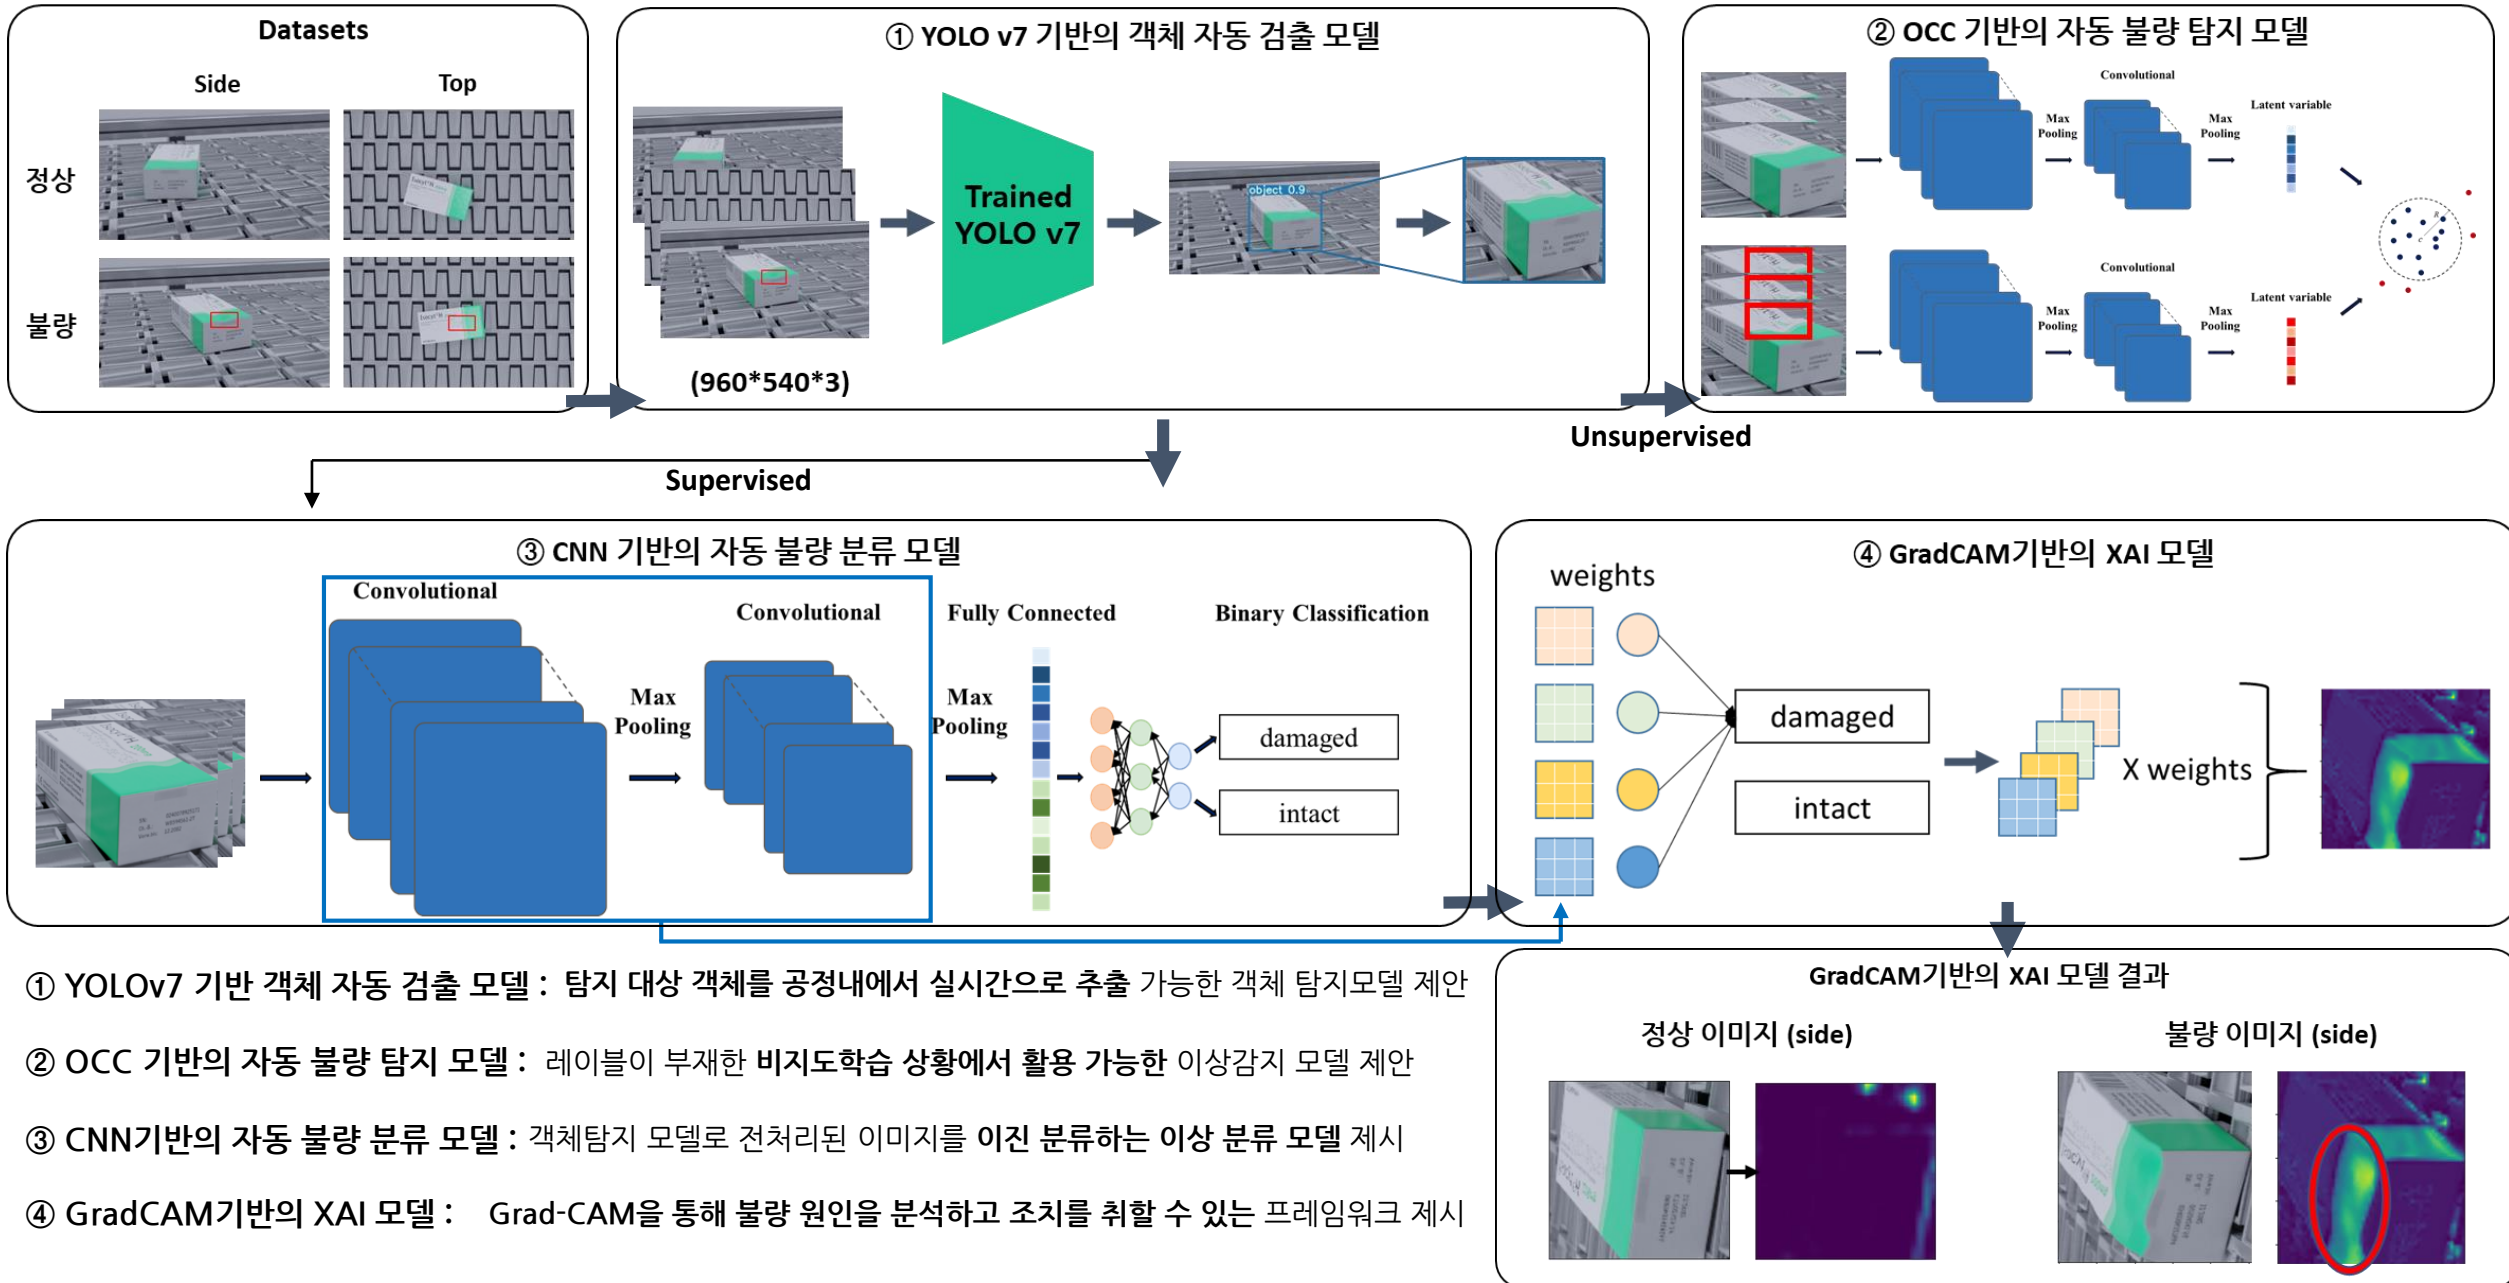 Datasets
Side
Top
정상
불량
① YOLO v7 기반의 객체 자동 검출 모델
Trained
YOLO v7
object 0.9
(960*540*3)
② OCC 기반의 자동 불량 탐지 모델
Convolutional
Max
Pooling
Max
Pooling
Latent variable
R
c
Convolutional
Max
Pooling
Max
Pooling
Latent variable
Unsupervised
Supervised
③ CNN 기반의 자동 불량 분류 모델
Convolutional
Max
Pooling
Convolutional
Max
Pooling
Fully Connected
Binary Classification
damaged
intact
④ GradCAM기반의 XAI 모델
weights
damaged
intact
X weights
① YOLOv7 기반 객체 자동 검출 모델 : 탐지 대상 객체를 공정내에서 실시간으로 추출 가능한 객체 탐지모델 제안
② OCC 기반의 자동 불량 탐지 모델 : 레이블이 부재한 비지도학습 상황에서 활용 가능한 이상감지 모델 제안
③ CNN기반의 자동 불량 분류 모델 : 객체탐지 모델로 전처리된 이미지를 이진 분류하는 이상 분류 모델 제시
④ GradCAM기반의 XAI 모델 : Grad-CAM을 통해 불량 원인을 분석하고 조치를 취할 수 있는 프레임워크 제시
GradCAM기반의 XAI 모델 결과
정상 이미지 (side)
불량 이미지 (side)